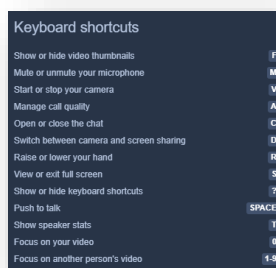 Keyboard shortcuts
Show or hide video thumbnails F
Mute or unmute your microphone M
Start or stop your camera V
Manage call quality A
Open or close the chat C
Switch between camera and screen sharing D
Raise or lower your hand R
View or exit full screen S
Show or hide keyboard shortcuts ?
Push to talk SPACE
Show speaker stats T
Focus on your video 0
Focus on another person's video 1-9